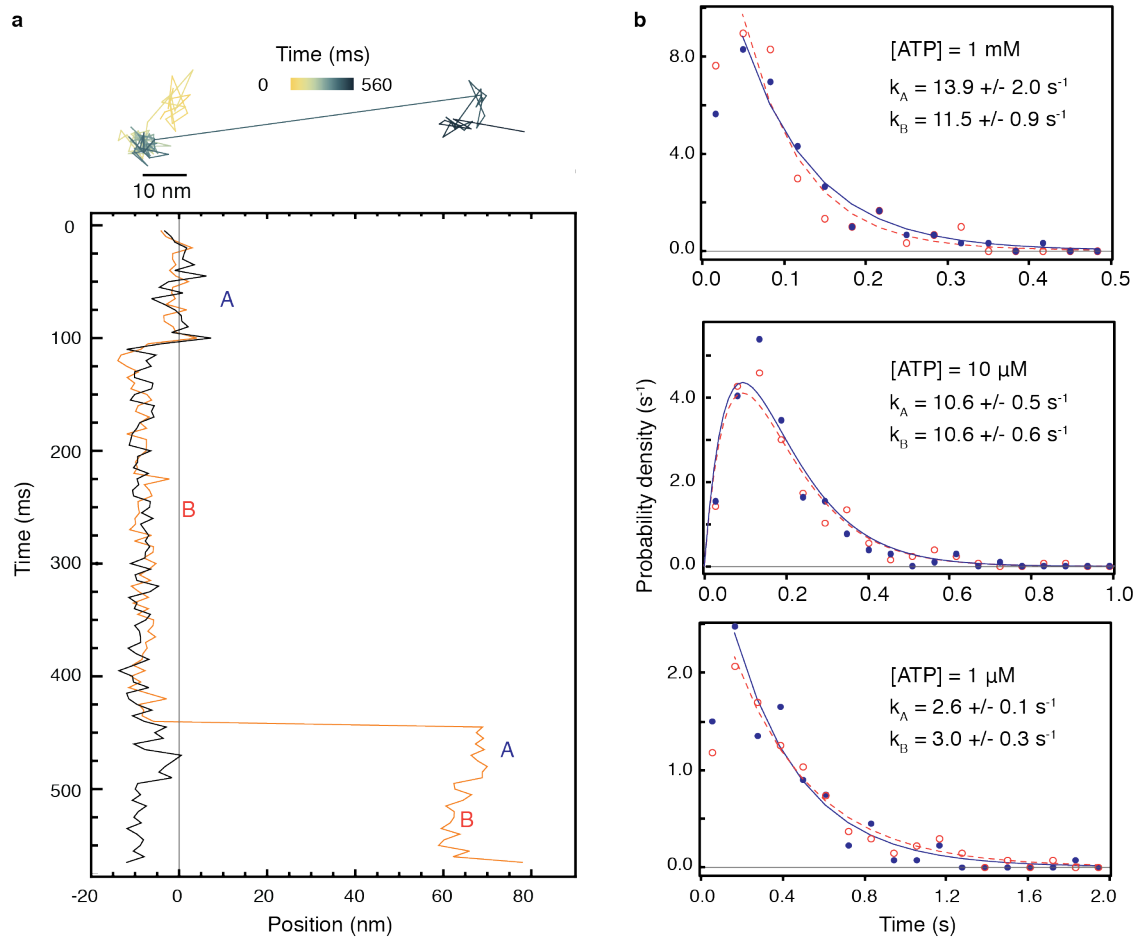 a
Time (ms)
0
560
10 nm
0
100
200
300
400
500
Time (ms)
A
B
A
B
-20
0
20
40
60
80
Position (nm)
b
Probability density (s-1)
8.0
4.0
0.0
[ATP] = 1 mM
kA = 13.9 +/- 2.0 s-1
kB = 11.5 +/- 0.9 s-1
0.0
0.1
0.2
0.3
0.4
0.5
4.0
2.0
0.0
[ATP] = 10 µM
kA = 10.6 +/- 0.5 s-1
kB = 10.6 +/- 0.6 s-1
0.0
0.2
0.4
0.6
0.8
1.0
2.0
1.0
0.0
[ATP] = 1 µM
kA = 2.6 +/- 0.1 s-1
kB = 3.0 +/- 0.3 s-1
0.0
0.4
0.8
1.2
1.6
2.0
Time (s)